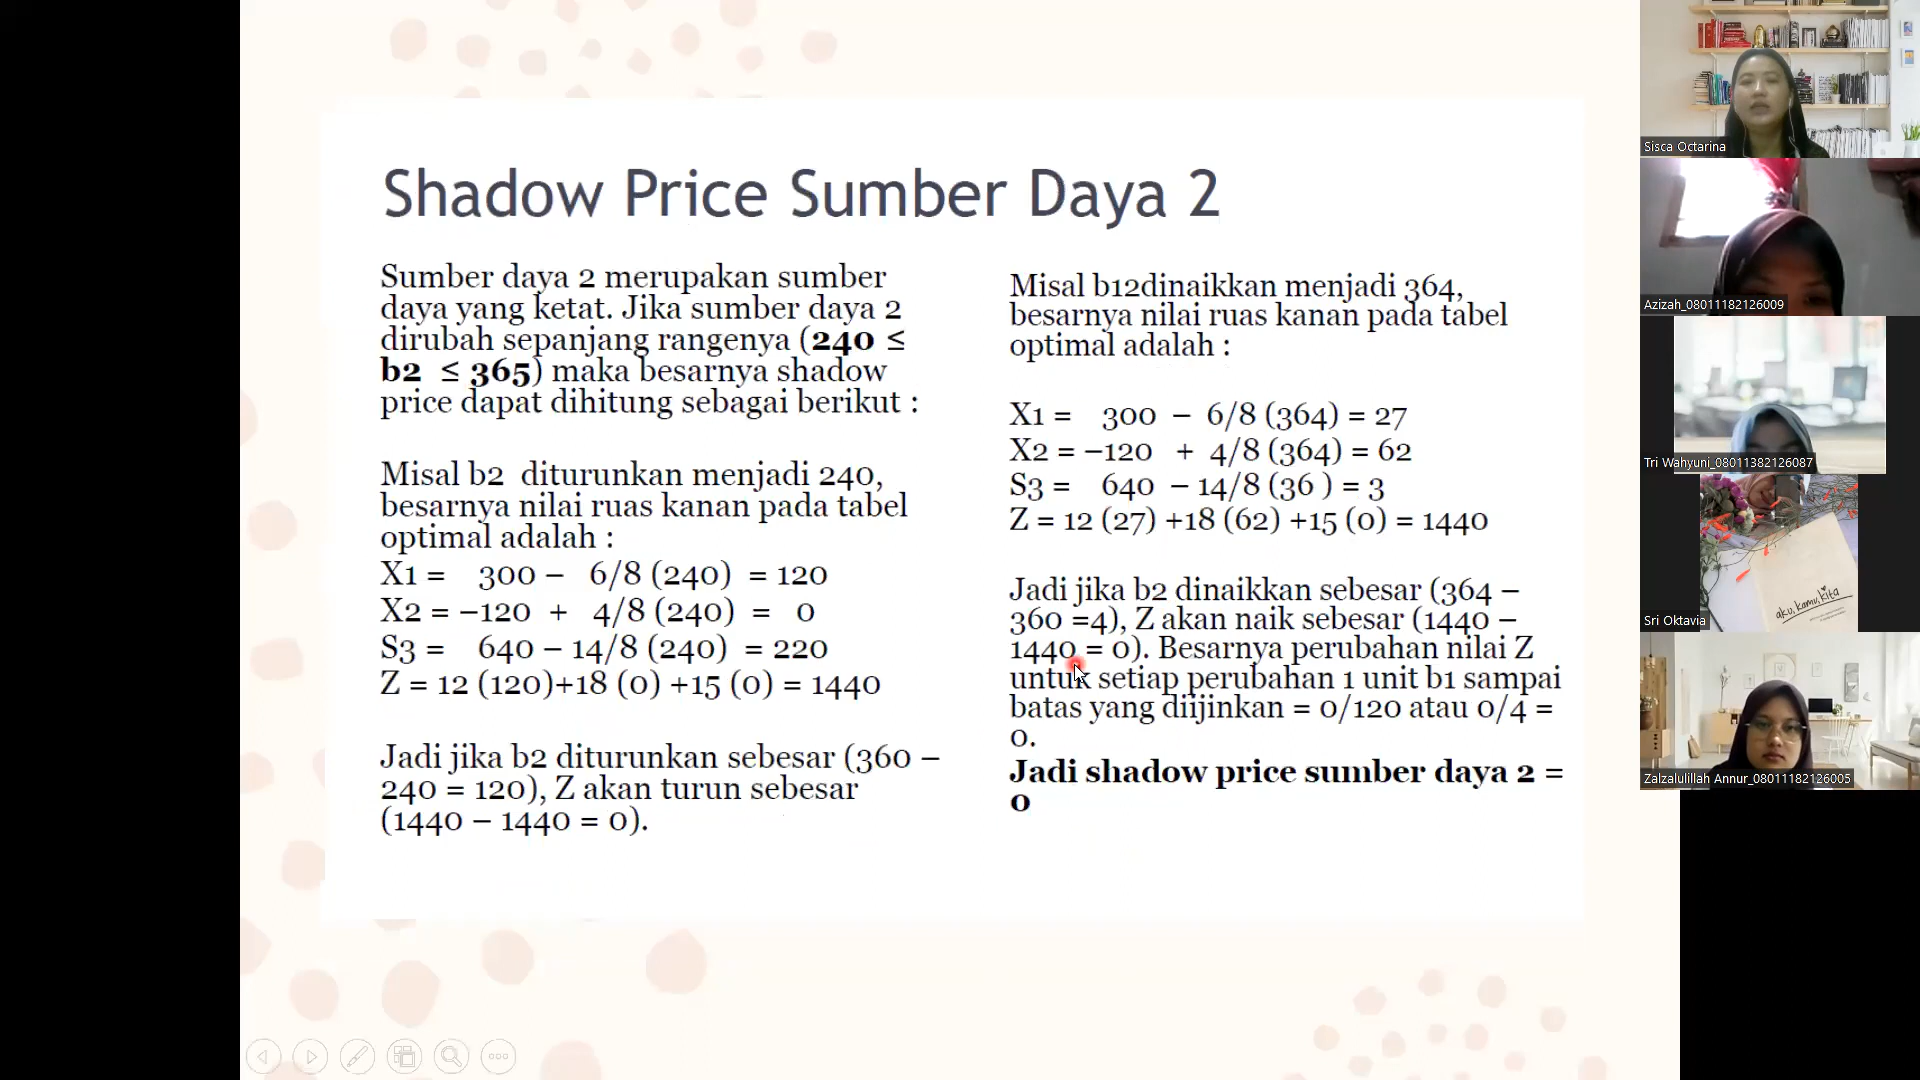 Shadow Price Sumber Daya 2
Sumber daya 2 merupakan sumber
daya yang ketat. Jika sumber daya 2
dirubah sepanjang rangenya (240 ≤
b2 ≤ 365) maka besarnya shadow
price dapat dihitung sebagai berikut :
Misal b2 diturunkan menjadi 240,
besarnya nilai ruas kanan pada tabel
optimal adalah :
X1 = 300 – 6/8 (240) = 120
X2 = –120 + 4/8 (240) = 0
S3 = 640 – 14/8 (240) = 220
Z = 12 (120)+18 (0) +15 (0) = 1440
Jadi jika b2 diturunkan sebesar (360 –
240 = 120), Z akan turun sebesar
(1440 – 1440 = 0).
Misal b12dinaikkan menjadi 364,
besarnya nilai ruas kanan pada tabel
optimal adalah :
X1 = 300 – 6/8 (364) = 27
X2 = –120 + 4/8 (364) = 62
S3 = 640 – 14/8 (36 ) = 3
Z = 12 (27) +18 (62) +15 (0) = 1440
Jadi jika b2 dinaikkan sebesar (364 –
360 =4), Z akan naik sebesar (1440 –
1440 = 0). Besarnya perubahan nilai Z
untuk setiap perubahan 1 unit b1 sampai
batas yang diijinkan = 0/120 atau 0/4 =
0.
Jadi shadow price sumber daya 2 =
0
Sisca Octarina
Azizah_08011182126009
Tri Wahyuni_08011382126087
aku, kamu, kita
Sri Oktavia
Zalzalulillah Annur_08011182126005